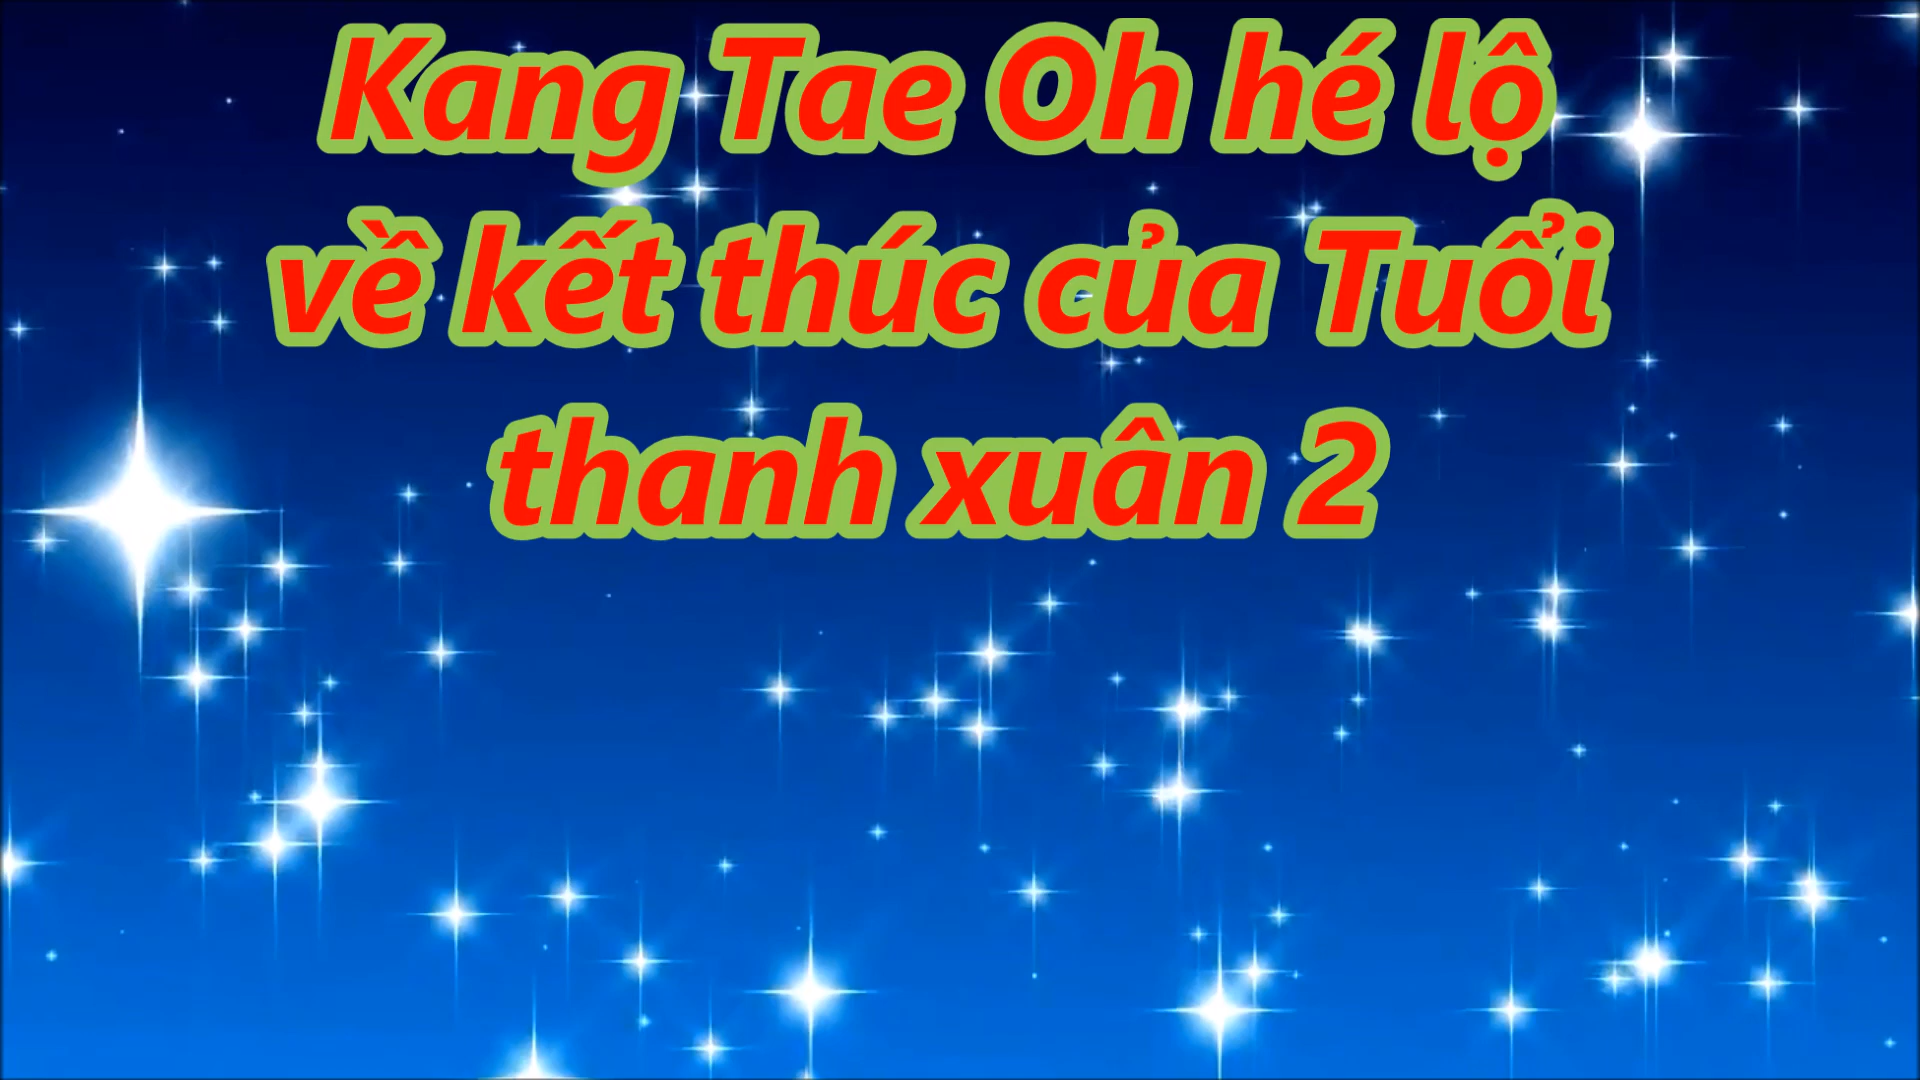 Kang Tae Oh hé lộ
về kết thúc của Tuổi
thanh xuân 2